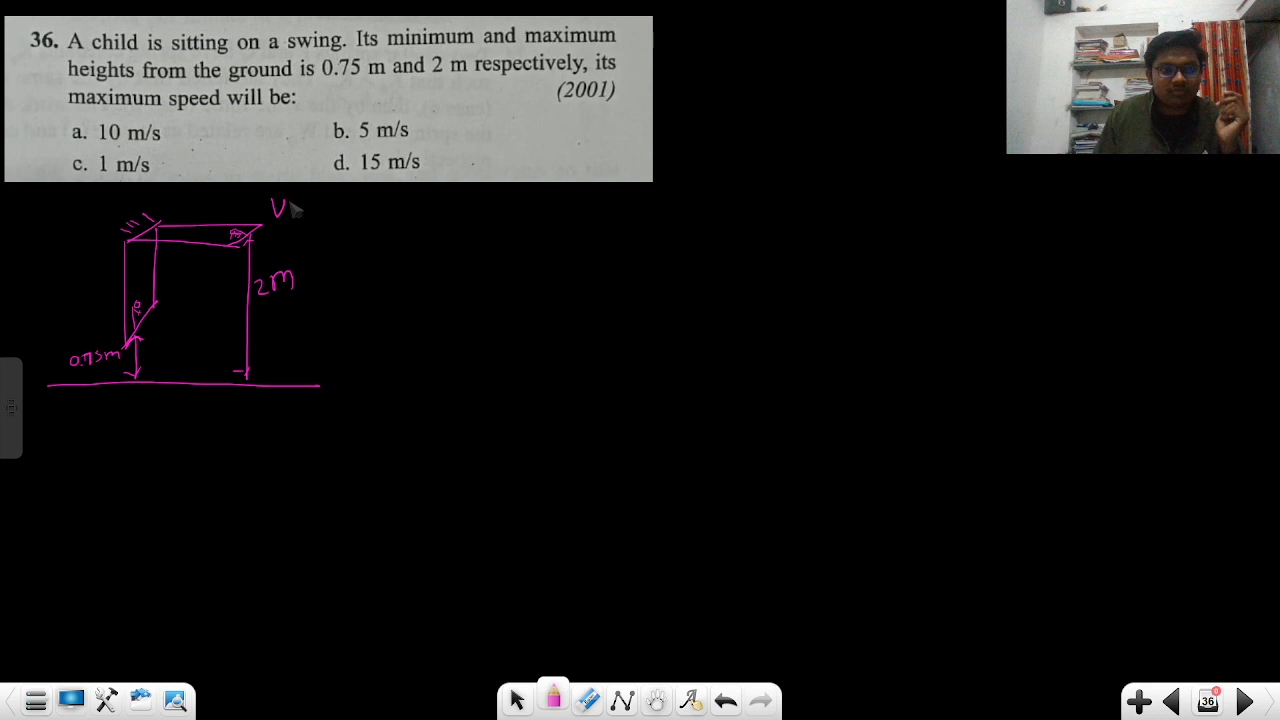 36. A child is sitting on a swing. Its minimum and maximum
heights from the ground is 0.75 m and 2 m respectively, its
maximum speed will be: (2001)
a. 10 m/s b. 5 m/s
c. 1 m/s d. 15 m/s
V
2m
0.75m
36